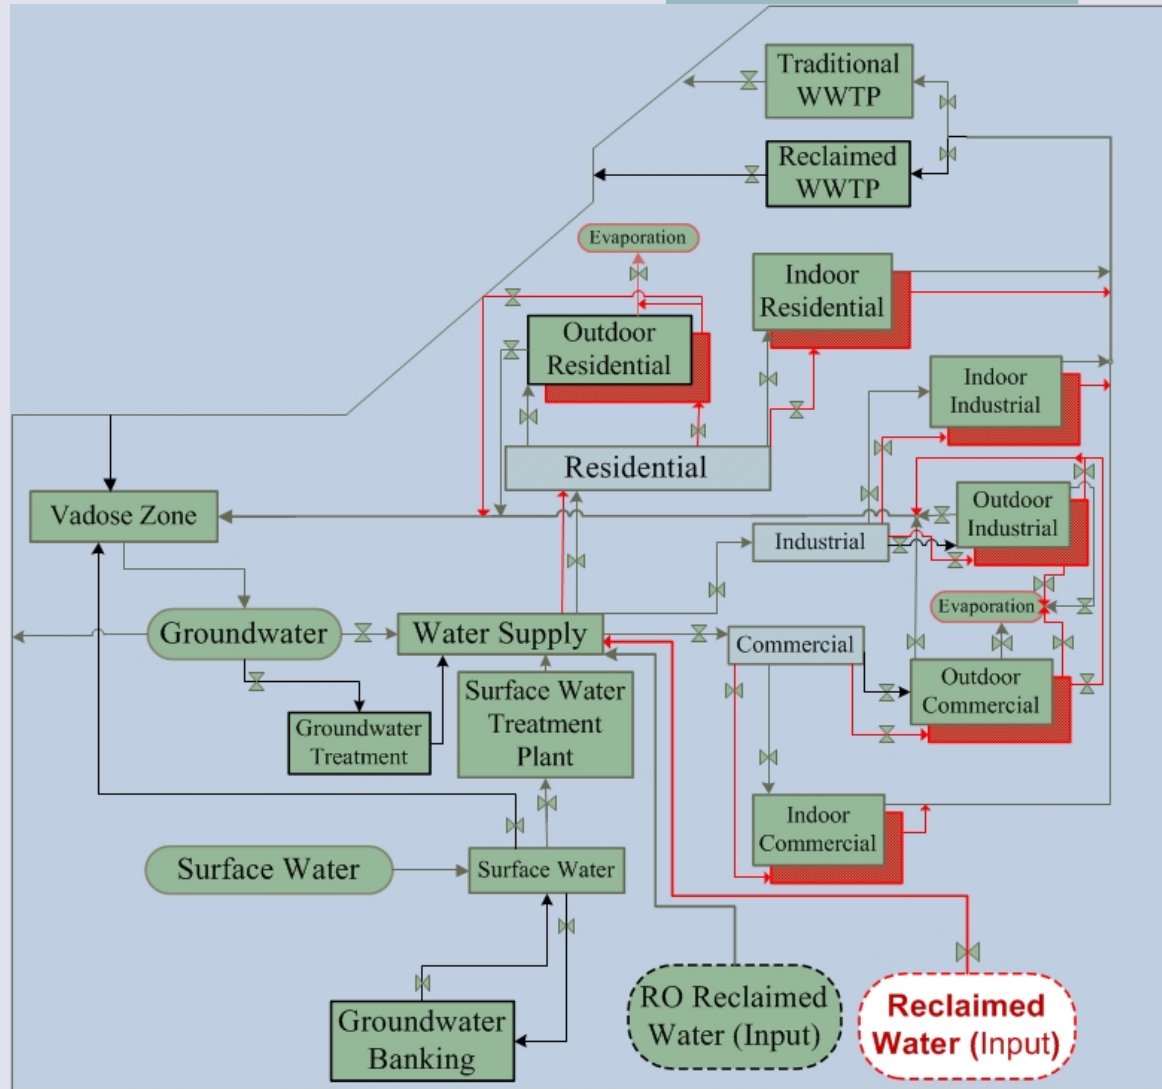 Traditional
WWTP
Reclaimed
WWTP
Evaporation
Indoor
Residential
Outdoor
Residential
Indoor
Industrial
Residential
Vadose Zone
Outdoor
Industrial
Industrial
Evaporation
Groundwater
Water Supply
Commercial
Outdoor
Commercial
Surface Water
Treatment
Plant
Groundwater
Treatment
Indoor
Commercial
Surface Water
Surface Water
RO Reclaimed
Water (Input)
Reclaimed
Water (Input)
Groundwater
Banking